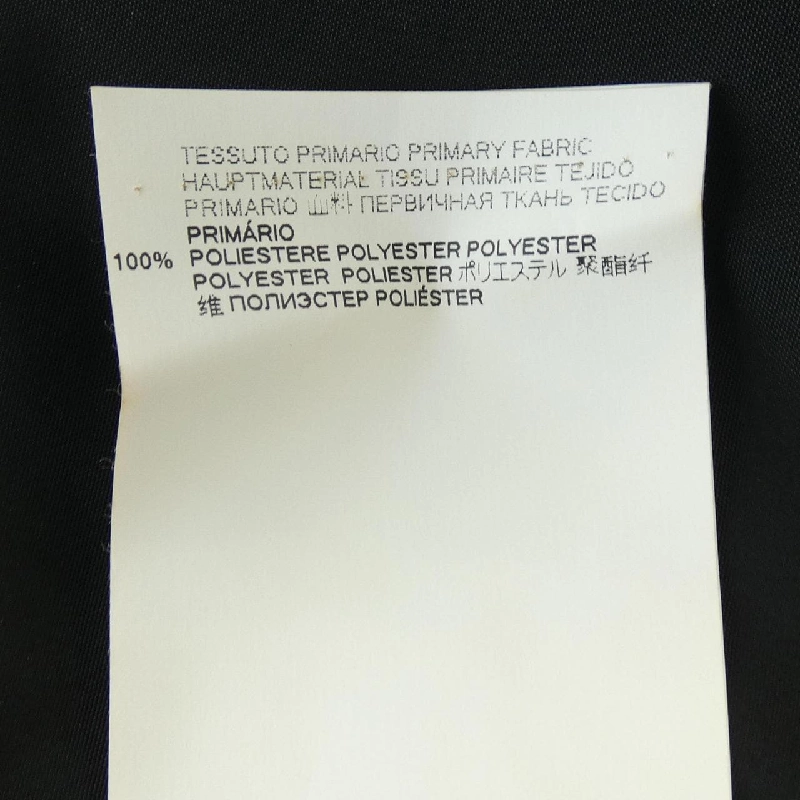 TESSUTO PRIMARIO PRIMARY FABRIC
HAUPTMATERIAL TISSU PRIMAIRE TEJIDO
PRIMARIO 料 ПЕРВИЧНАЯ ТКАНЬ TECIDO
PRIMÁRIO
100% POLIESTERE POLYESTER POLYESTER
POLYESTER POLIESTER ポリエステル 聚酯纤
维 ПОЛИЭСТЕР POLIÉSTER